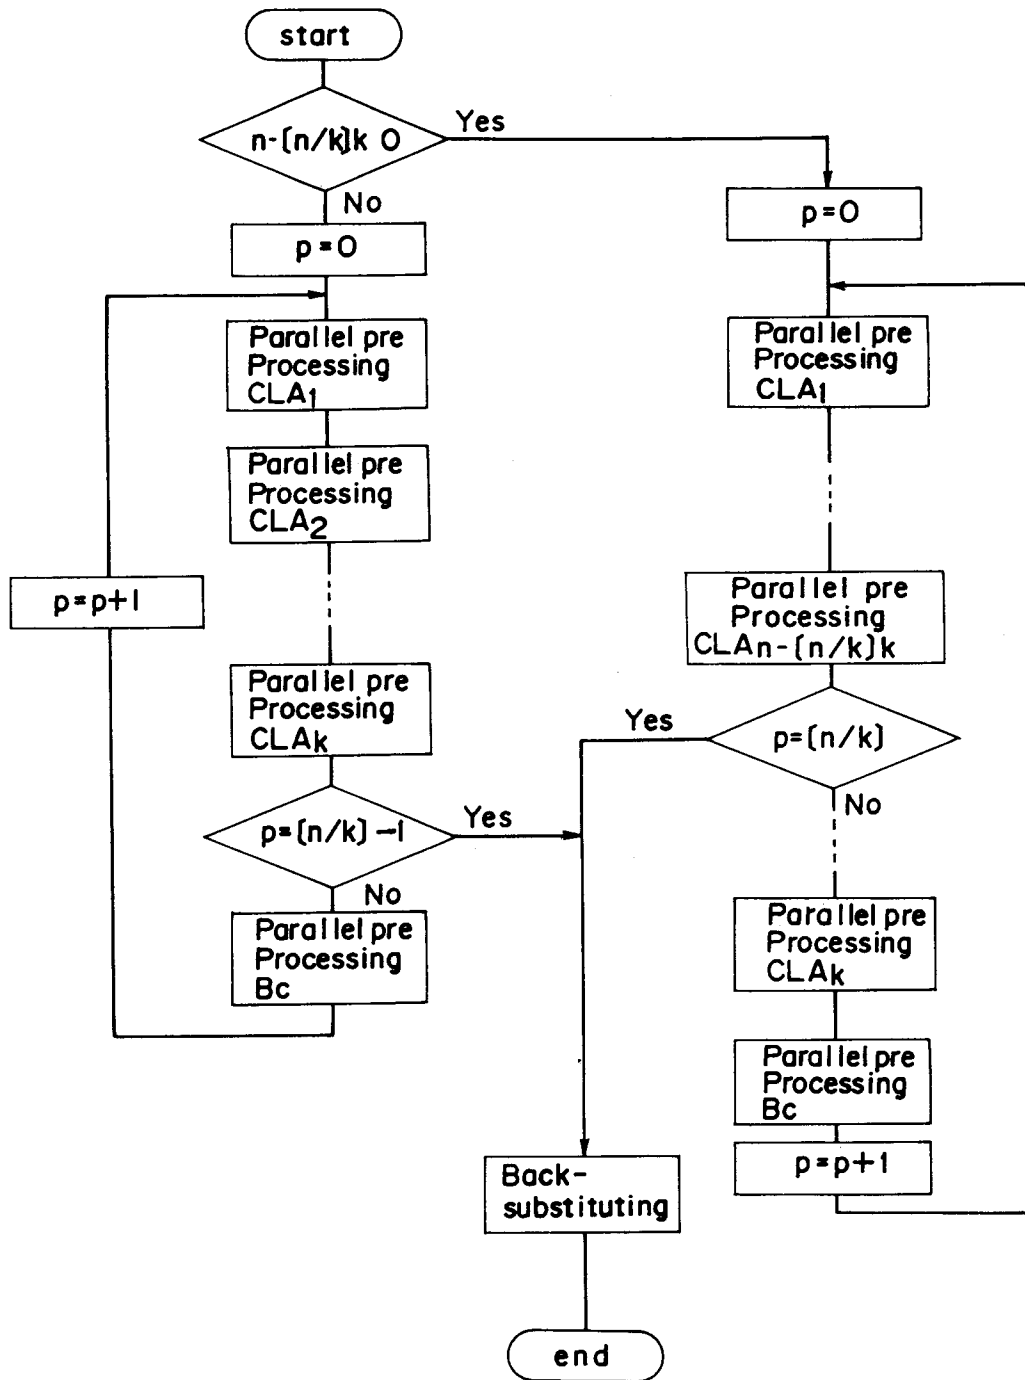 start
n-[n/k]k 0
Yes
No
p=0
p=0
Parallel pre
Processing
CLA1
Parallel pre
Processing
CLA1
Parallel pre
Processing
CLA2
p=p+1
Parallel pre
Processing
CLAn-[n/k]k
Parallel pre
Processing
CLAk
Yes
p=[n/k]
No
p=[n/k]-1
Yes
No
Parallel pre
Processing
Bc
Parallel pre
Processing
CLAk
Parallel pre
Processing
Bc
p=p+1
Back-
substituting
end